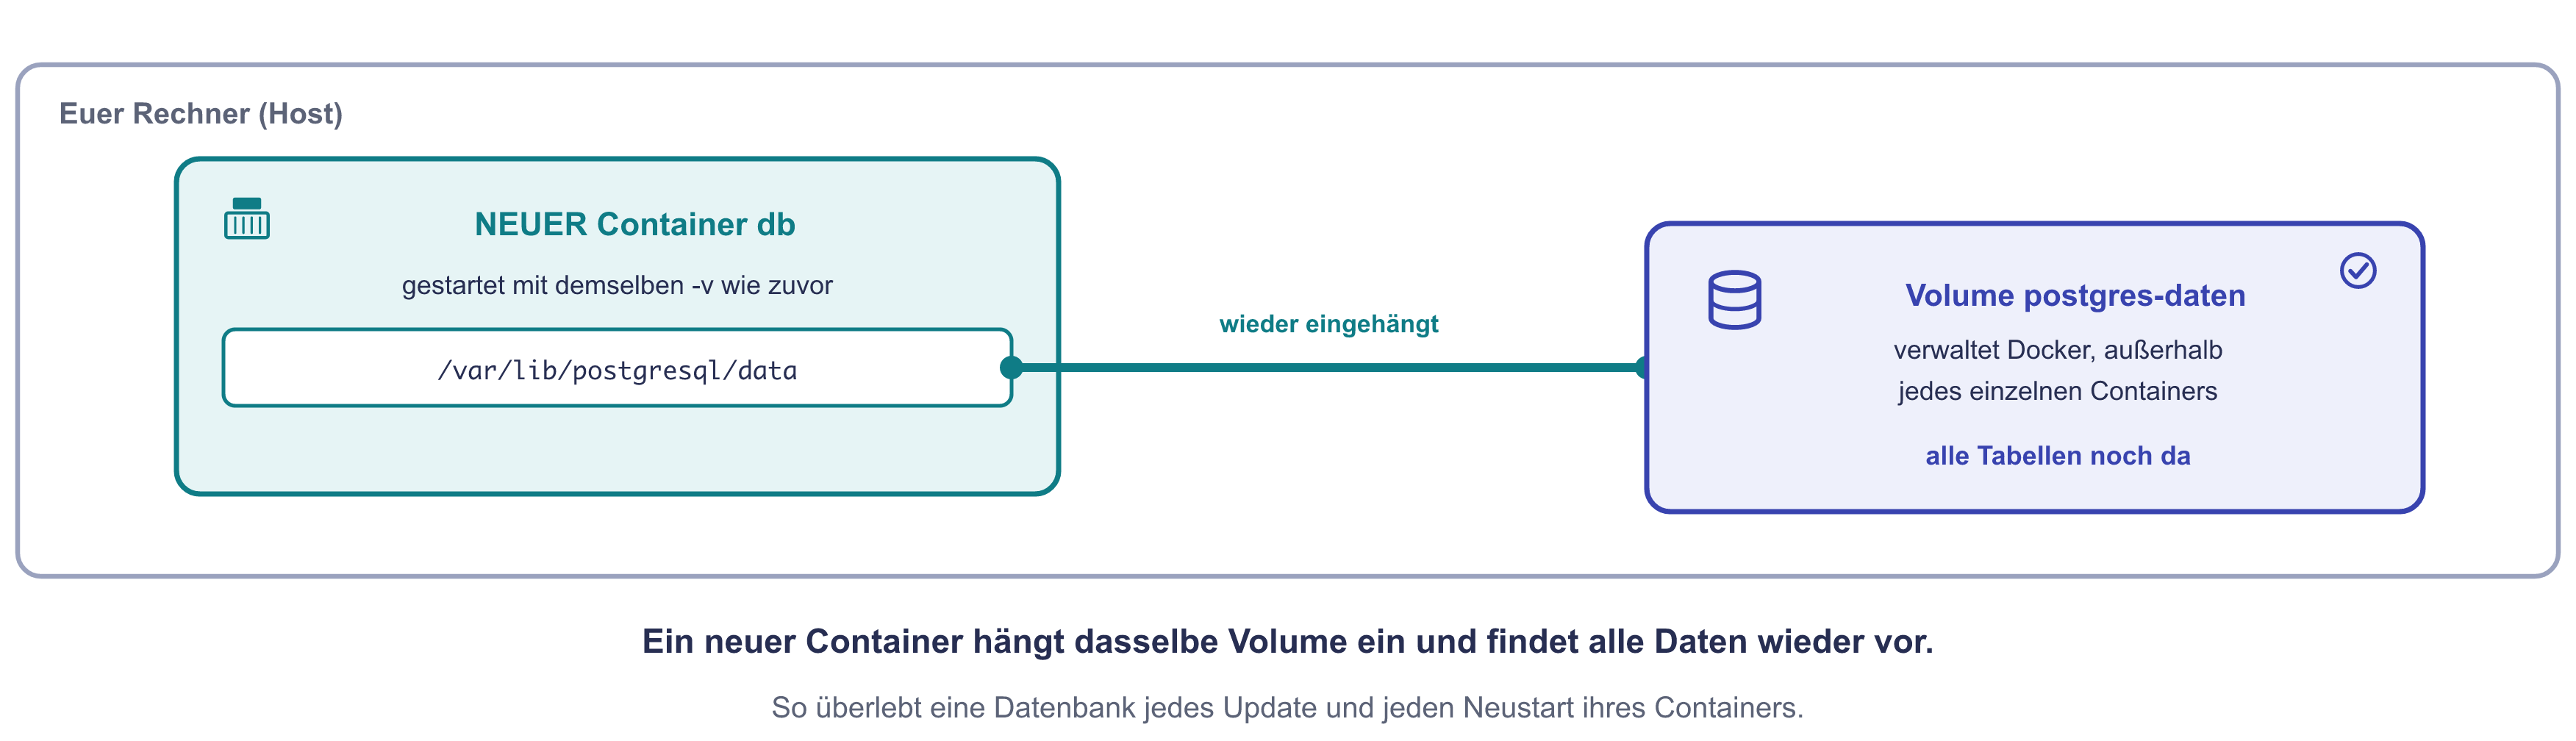 Euer Rechner (Host)
NEUER Container db
gestartet mit demselben -v wie zuvor
/var/lib/postgresql/data
wieder eingehängt
Volume postgres-daten
verwaltet Docker, außerhalb
jedes einzelnen Containers
alle Tabellen noch da
Ein neuer Container hängt dasselbe Volume ein und findet alle Daten wieder vor.
So überlebt eine Datenbank jedes Update und jeden Neustart ihres Containers.